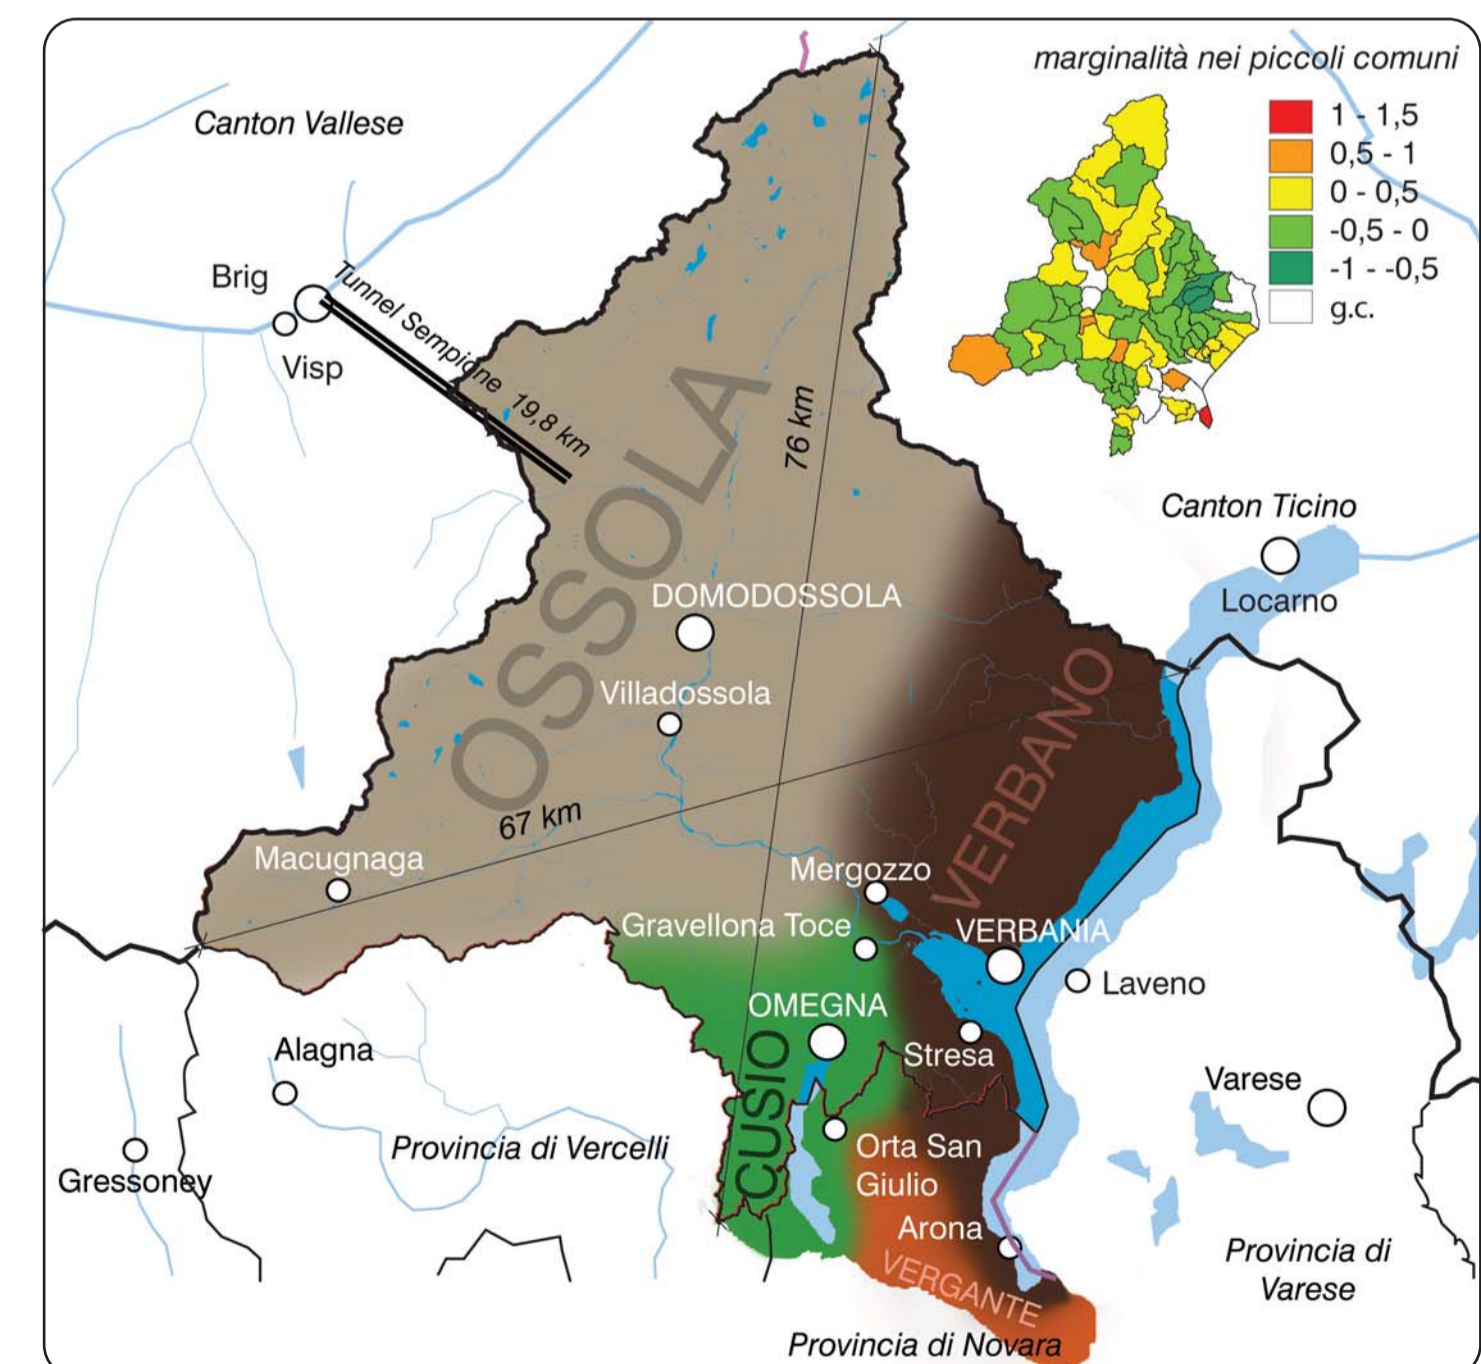 marginalità nei piccoli comuni
1 - 1,5
0,5 - 1
0 - 0,5
-0,5 - 0
-1 - -0,5
g.c.
Canton Vallese
Brig
Visp
Tunnel Sempione 19,8 km
OSSOLA
76 km
Canton Ticino
Locarno
DOMODOSSOLA
Villadossola
VERBANO
67 km
Macugnaga
Mergozzo
Gravellona Toce
VERBANIA
Laveno
OMEGNA
CUSIO
Stresa
Alagna
Varese
Provincia di Vercelli
Gressoney
Orta San
Giulio
Arona
VERGANTE
Provincia di
Varese
Provincia di Novara